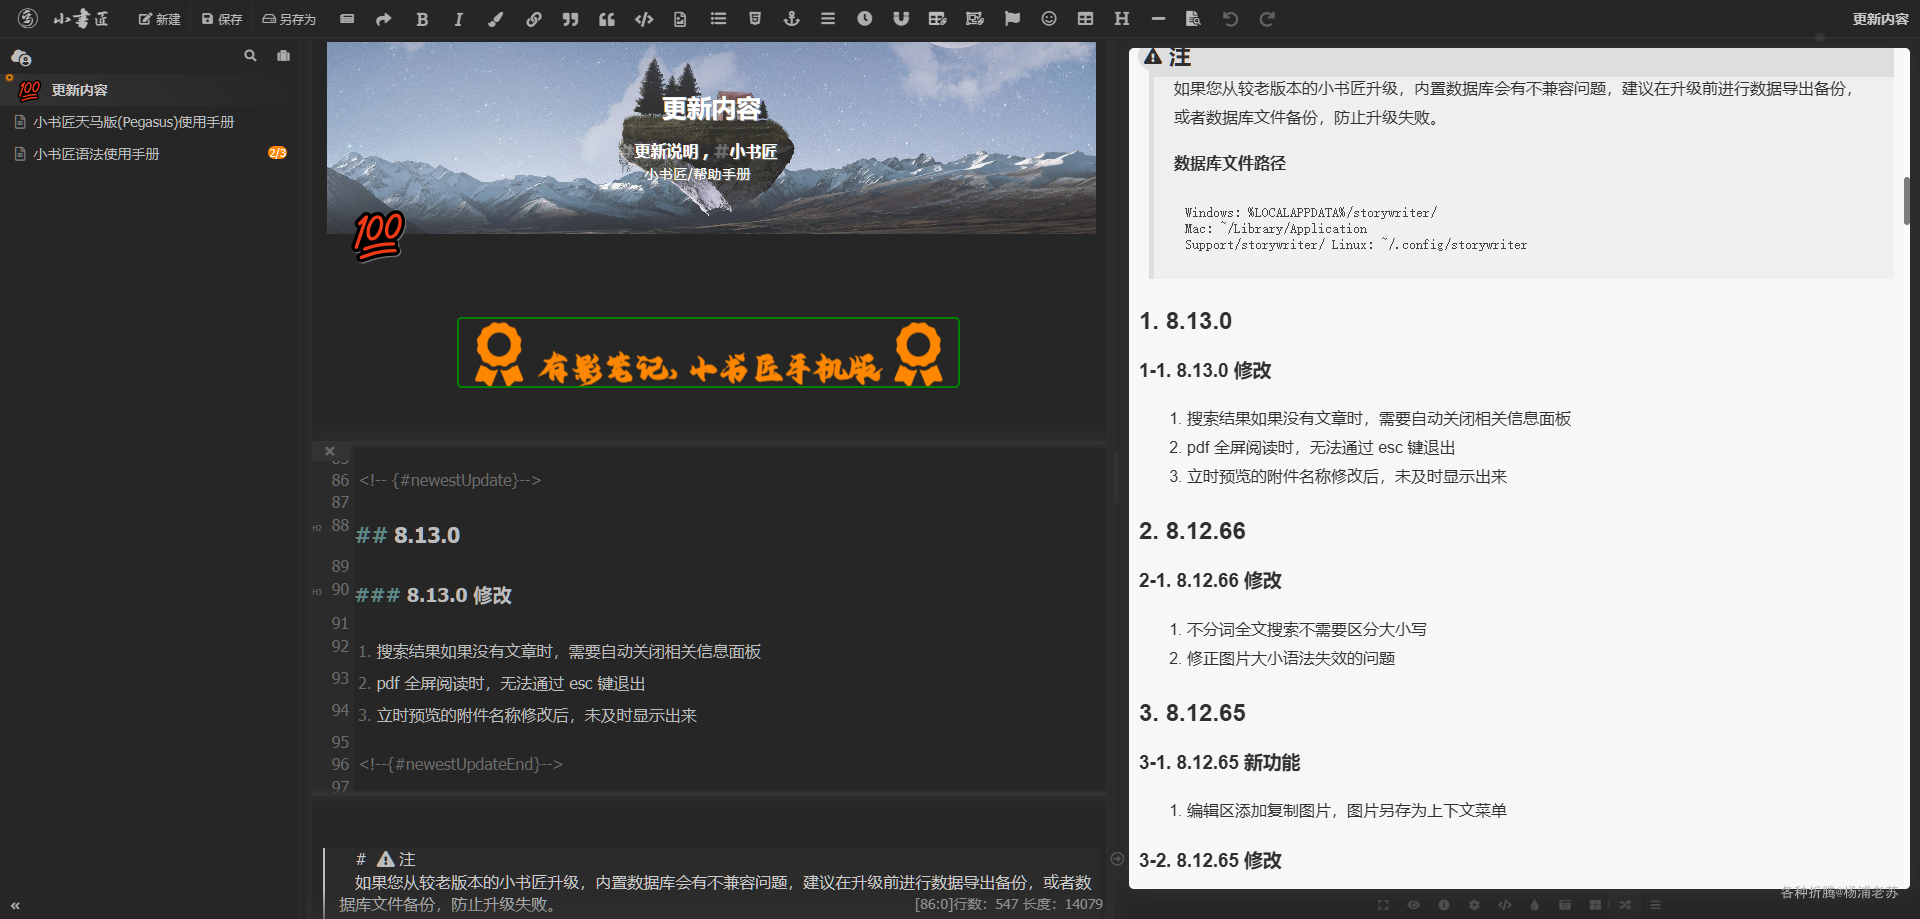 小書匠 新建 保存 另存为 更新内容
更新内容
小书匠天马版(Pegasus)使用手册
小书匠语法使用手册 2/3
更新内容
#更新说明 , #小书匠
小书匠/帮助手册
100
有影笔记，小书匠手机版
86 <!-- {#newestUpdate}-->
87
H2 88 ## 8.13.0
89
H3 90 ### 8.13.0 修改
91
92 1. 搜索结果如果没有文章时，需要自动关闭相关信息面板
93 2. pdf 全屏阅读时，无法通过 esc 键退出
94 3. 立时预览的附件名称修改后，未及时显示出来
95
96 <!--{#newestUpdateEnd}-->
97
# 注
如果您从较老版本的小书匠升级，内置数据库会有不兼容问题，建议在升级前进行数据导出备份，或者数
据库文件备份，防止升级失败。
[86:0]行数：547 长度：14079
注
如果您从较老版本的小书匠升级，内置数据库会有不兼容问题，建议在升级前进行数据导出备份，
或者数据库文件备份，防止升级失败。
数据库文件路径
Windows: %LOCALAPPDATA%/storywriter/
Mac: ~/Library/Application
Support/storywriter/ Linux: ~/.config/storywriter
1. 8.13.0
1-1. 8.13.0 修改
1. 搜索结果如果没有文章时，需要自动关闭相关信息面板
2. pdf 全屏阅读时，无法通过 esc 键退出
3. 立时预览的附件名称修改后，未及时显示出来
2. 8.12.66
2-1. 8.12.66 修改
1. 不分词全文搜索不需要区分大小写
2. 修正图片大小语法失效的问题
3. 8.12.65
3-1. 8.12.65 新功能
1. 编辑区添加复制图片，图片另存为上下文菜单
3-2. 8.12.65 修改
各种折腾@杨浦老苏